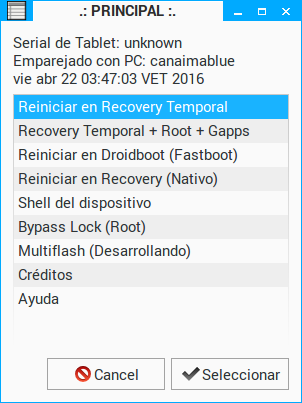 .: PRINCIPAL :.
Serial de Tablet: unknown
Emparejado con PC: canaimablue
vie abr 22 03:47:03 VET 2016
Reiniciar en Recovery Temporal
Recovery Temporal + Root + Gapps
Reiniciar en Droidboot (Fastboot)
Reiniciar en Recovery (Nativo)
Shell del dispositivo
Bypass Lock (Root)
Multiflash (Desarrollando)
Créditos
Ayuda
Cancel
Seleccionar